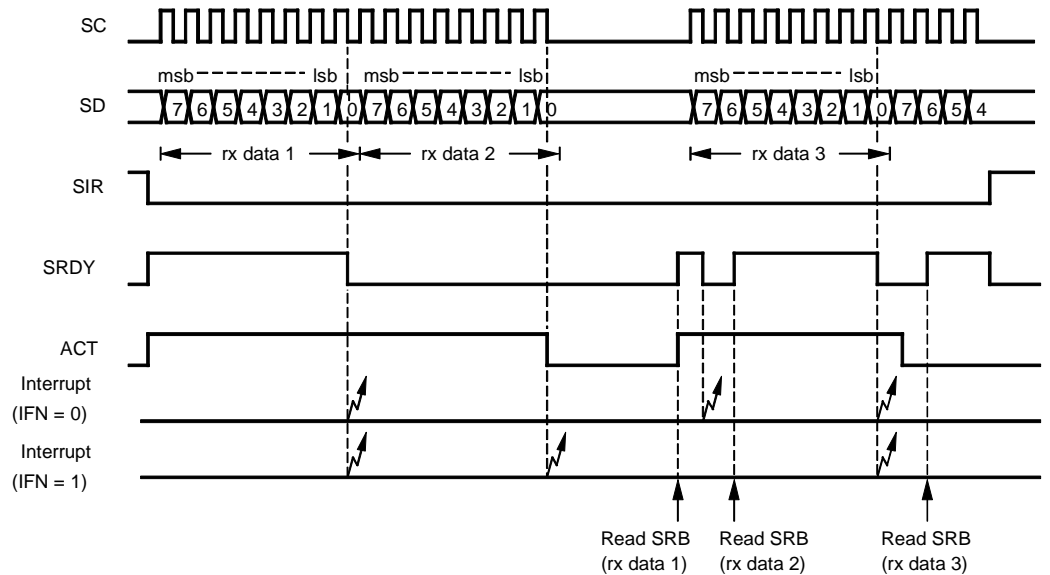 SC
msb lsb msb lsb msb lsb
SD 7 6 5 4 3 2 1 0 7 6 5 4 3 2 1 0 7 6 5 4 3 2 1 0 7 6 5 4
rx data 1 rx data 2 rx data 3
SIR
SRDY
ACT
Interrupt
(IFN = 0)
Interrupt
(IFN = 1)
Read SRB
(rx data 1)
Read SRB
(rx data 2)
Read SRB
(rx data 3)